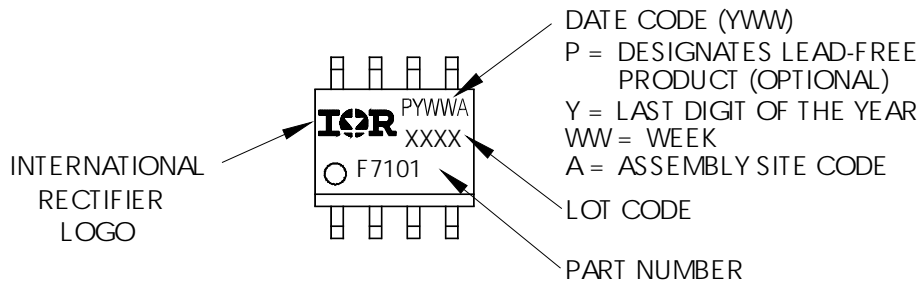 DATE CODE (YWW)
P = DESIGNATES LEAD-FREE
PRODUCT (OPTIONAL)
Y = LAST DIGIT OF THE YEAR
WW = WEEK
A = ASSEMBLY SITE CODE
LOT CODE
PART NUMBER
INTERNATIONAL
RECTIFIER
LOGO
IOR
PYWWA
XXXX
F7101